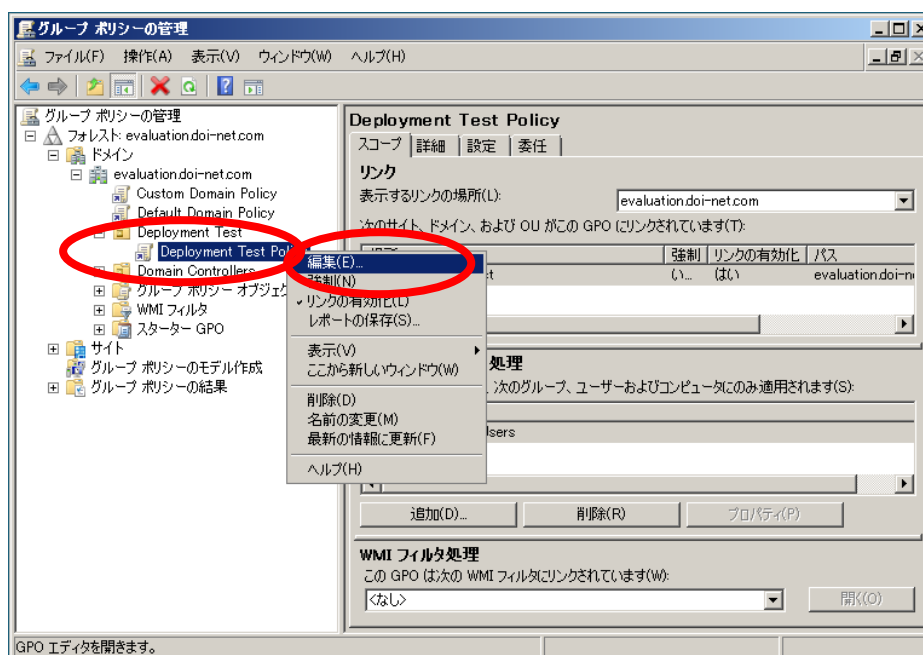 グループ ポリシーの管理
ファイル(F) 操作(A) 表示(V) ウィンドウ(W) ヘルプ(H)
グループ ポリシーの管理
フォレスト: evaluation.doi-net.com
ドメイン
evaluation.doi-net.com
Custom Domain Policy
Default Domain Policy
Deployment Test
Deployment Test Poli
Domain Controllers
グループ ポリシー オブジェク
WMI フィルタ
スターター GPO
サイト
グループ ポリシーのモデル作成
グループ ポリシーの結果
編集(E)...
強制(N)
リンクの有効化(L)
レポートの保存(S)...
表示(V)
ここから新しいウィンドウ(W)
削除(D)
名前の変更(M)
最新の情報に更新(F)
ヘルプ(H)
Deployment Test Policy
スコープ 詳細 設定 委任
リンク
表示するリンクの場所(L): evaluation.doi-net.com
次のサイト、ドメイン、および OU がこの GPO にリンクされています(T):
場所 強制 リンクの有効化 パス
い... はい evaluation.doi-n
処理
次のグループ、ユーザーおよびコンピュータにのみ適用されます(S):
sers
追加(D)... 削除(R) プロパティ(P)
WMI フィルタ処理
この GPO は次の WMI フィルタにリンクされています(W):
<なし> 開く(O)
GPO エディタを開きます。